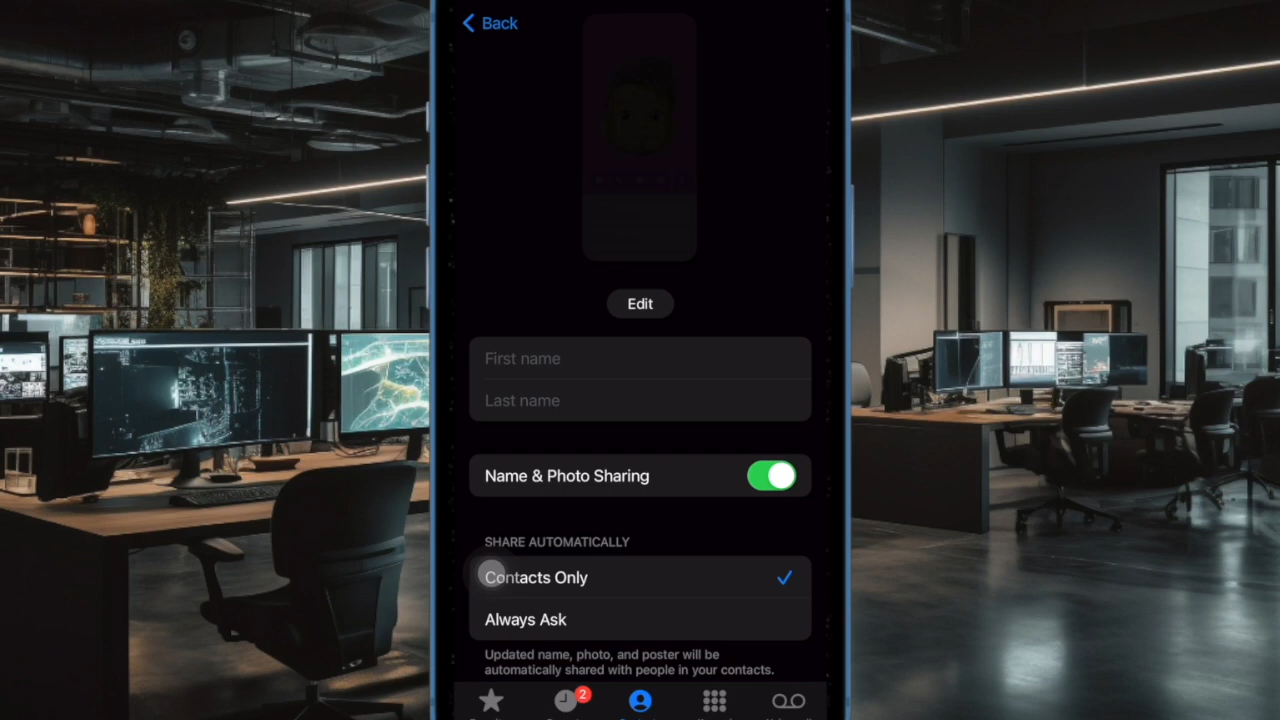 Back
Edit
First name
Last name
Name & Photo Sharing
SHARE AUTOMATICALLY
Contacts Only
Always Ask
Updated name, photo, and poster will be
automatically shared with people in your contacts.
2